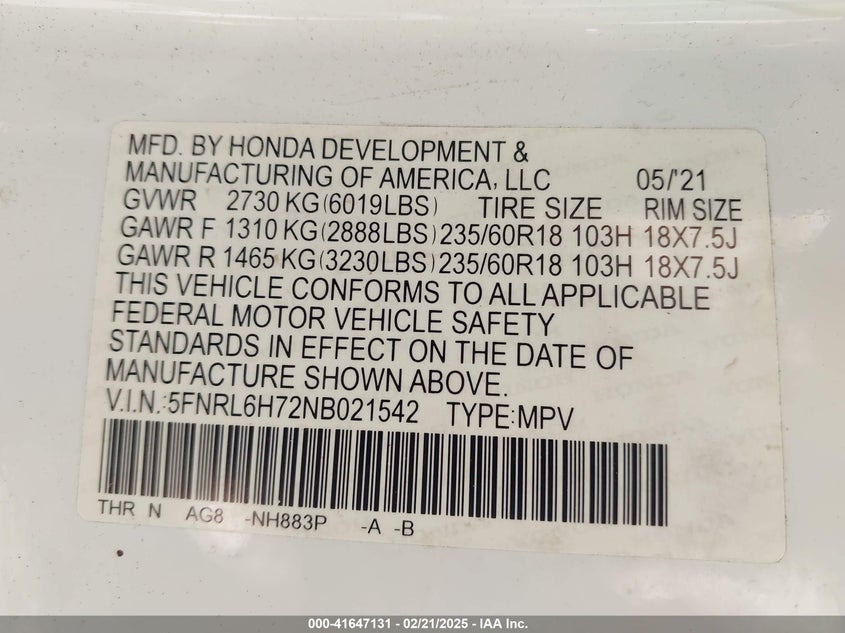 MFD. BY HONDA DEVELOPMENT &
MANUFACTURING OF AMERICA, LLC 05/'21
GVWR 2730 KG(6019LBS) TIRE SIZE RIM SIZE
GAWR F 1310 KG(2888LBS)235/60R18 103H 18X7.5J
GAWR R 1465 KG(3230LBS)235/60R18 103H 18X7.5J
THIS VEHICLE CONFORMS TO ALL APPLICABLE
FEDERAL MOTOR VEHICLE SAFETY
STANDARDS IN EFFECT ON THE DATE OF
MANUFACTURE SHOWN ABOVE.
V.I.N.:5FNRL6H72NB021542 TYPE:MPV
THR N AG8 -NH883P -A -B
000-41647131 - 02/21/2025 - IAA Inc.